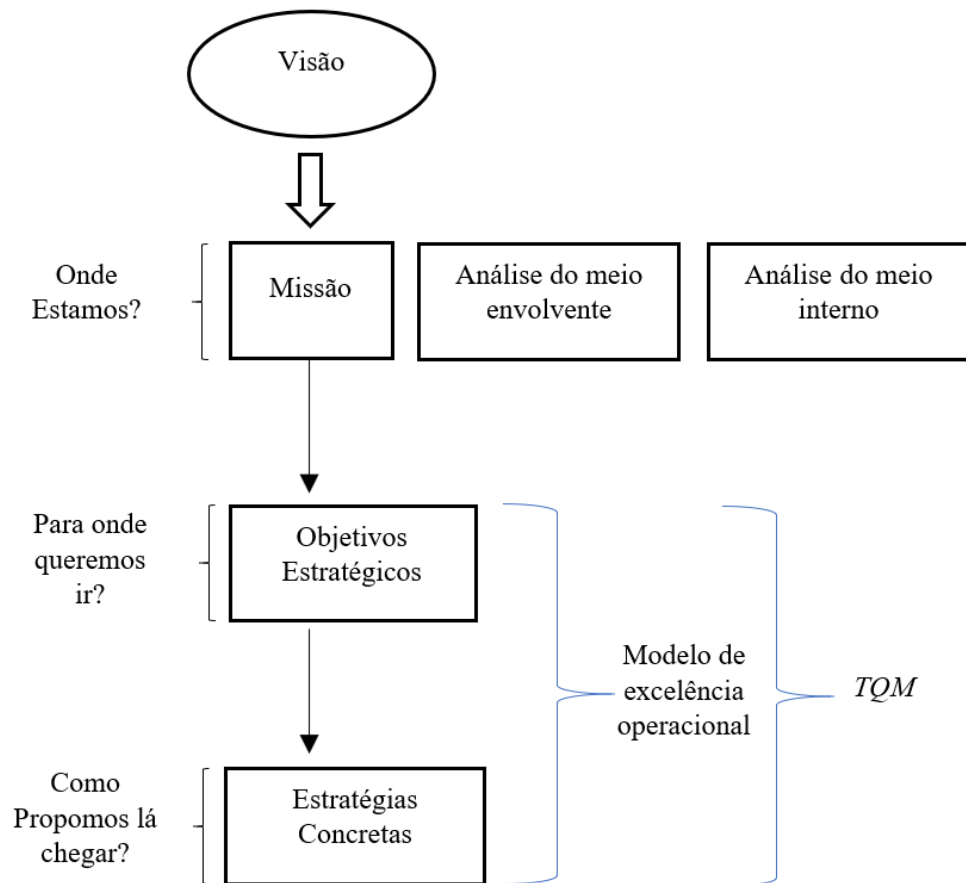 Visão
Onde
Estamos?
Missão
Análise do meio
envolvente
Análise do meio
interno
Para onde
queremos
ir?
Objetivos
Estratégicos
Modelo de
excelência
operacional
TQM
Como
Propomos lá
chegar?
Estratégias
Concretas